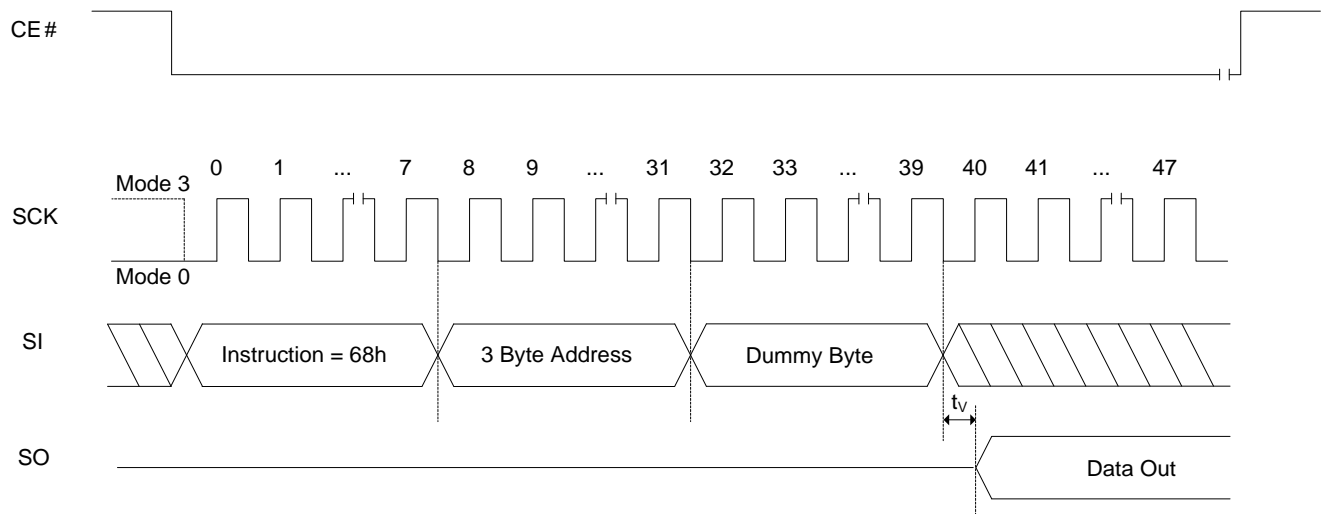 CE #
0 1 ... 7 8 9 ... 31 32 33 ... 39 40 41 ... 47
Mode 3
SCK
Mode 0
SI
Instruction = 68h
3 Byte Address
Dummy Byte
tV
SO
Data Out